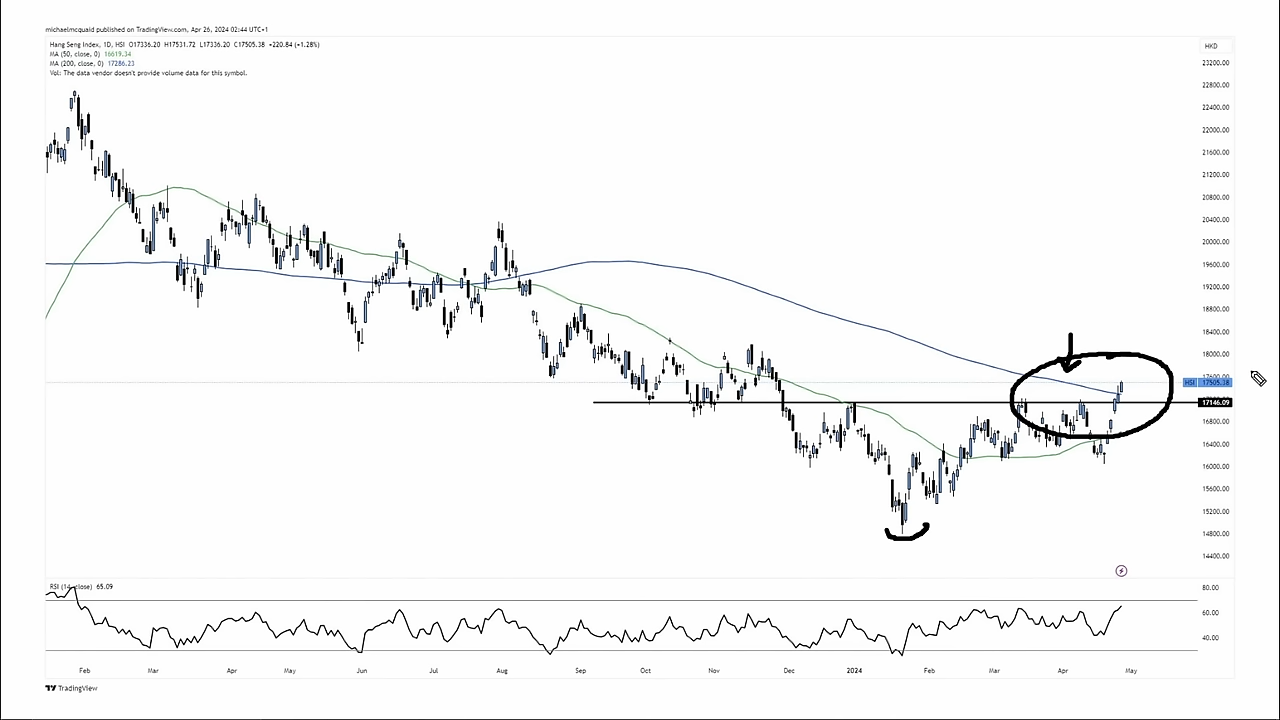 michaelmcquaid published on TradingView.com, Apr 26, 2024 02:44 UTC+1
Hang Seng Index, 1D, HSI O17336.20 H17531.72 L17336.20 C17505.38 +220.84 (+1.28%)
MA (50, close, 0) 16619.34
MA (200, close, 0) 17286.23
Vol: The data vendor doesn't provide volume data for this symbol.
HKD
23200.00
22800.00
22400.00
22000.00
21600.00
21200.00
20800.00
20400.00
20000.00
19600.00
19200.00
18800.00
18400.00
18000.00
17600.00
HSI 17505.38
17146.09
16800.00
16400.00
16000.00
15600.00
15200.00
14800.00
14400.00
RSI (14, close) 65.09
80.00
60.00
40.00
Feb Mar Apr May Jun Jul Aug Sep Oct Nov Dec 2024 Feb Mar Apr May
TradingView